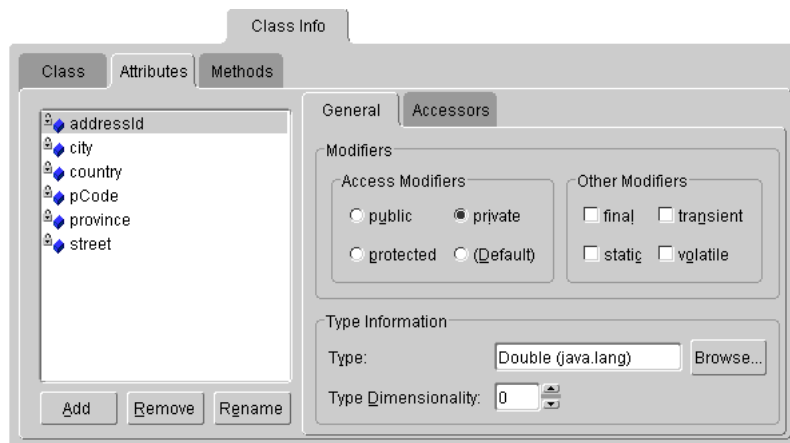 Class Info
Class Attributes Methods
addressId
city
country
pCode
province
street
Add Remove Rename
General Accessors
Modifiers
Access Modifiers
public private
protected (Default)
Other Modifiers
final transient
static volatile
Type Information
Type: Double (java.lang) Browse...
Type Dimensionality: 0